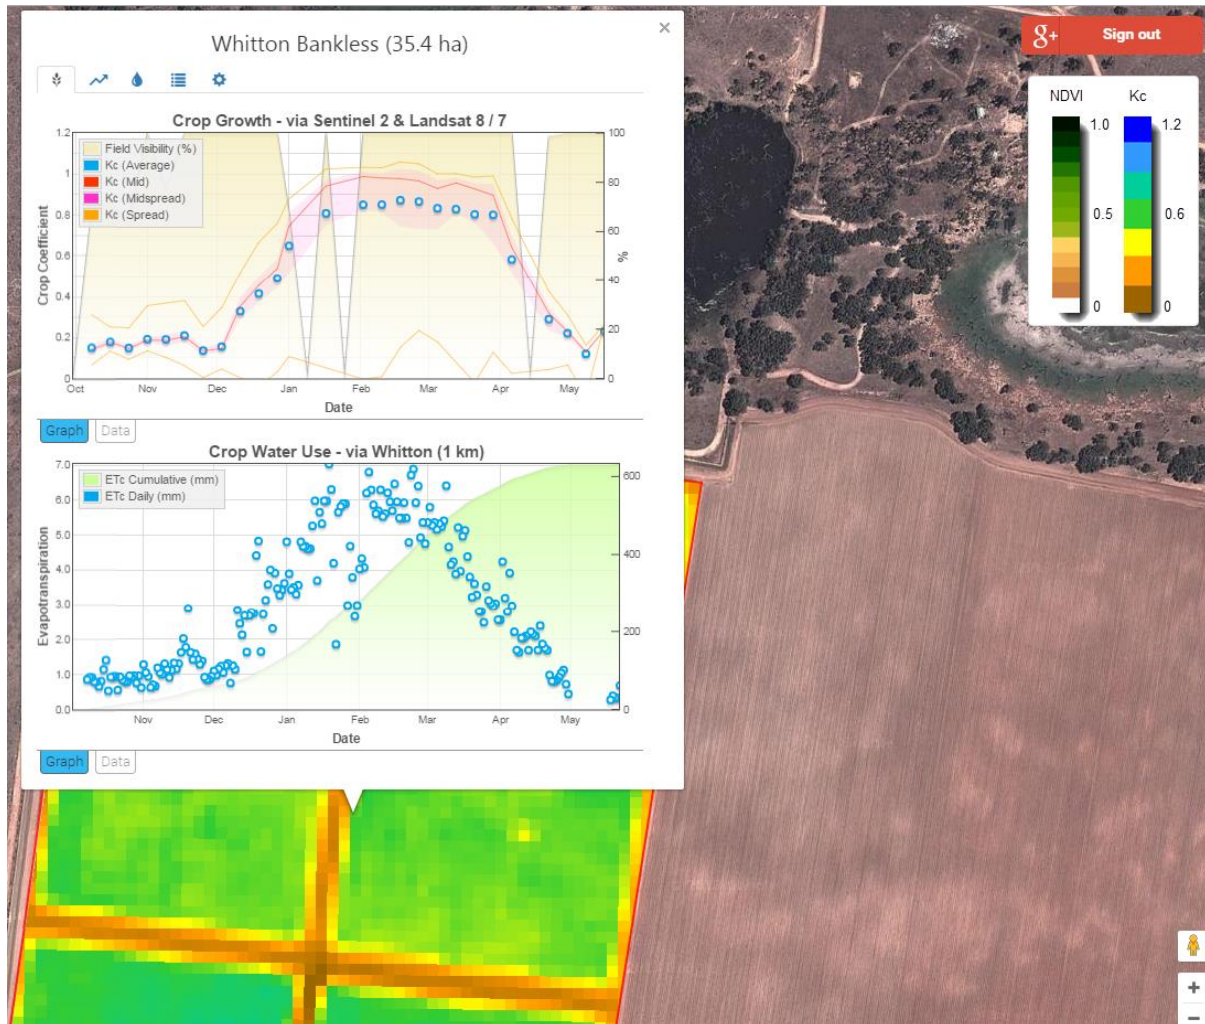 Whitton Bankless (35.4 ha)
×
g+ Sign out
NDVI Kc
1.0 1.2
0.5 0.6
0 0
Crop Growth - via Sentinel 2 & Landsat 8 / 7
Field Visibility (%)
Kc (Average)
Kc (Mid)
Kc (Midspread)
Kc (Spread)
Crop Coefficient
1.2
1
0.8
0.6
0.4
0.2
0
100
80
60
40
20
0
%
Oct Nov Dec Jan Feb Mar Apr May
Date
Graph Data
Crop Water Use - via Whitton (1 km)
ETc Cumulative (mm)
ETc Daily (mm)
Evapotranspiration
7.0
6.0
5.0
4.0
3.0
2.0
1.0
0.0
600
400
200
0
Nov Dec Jan Feb Mar Apr May
Date
Graph Data
+
−